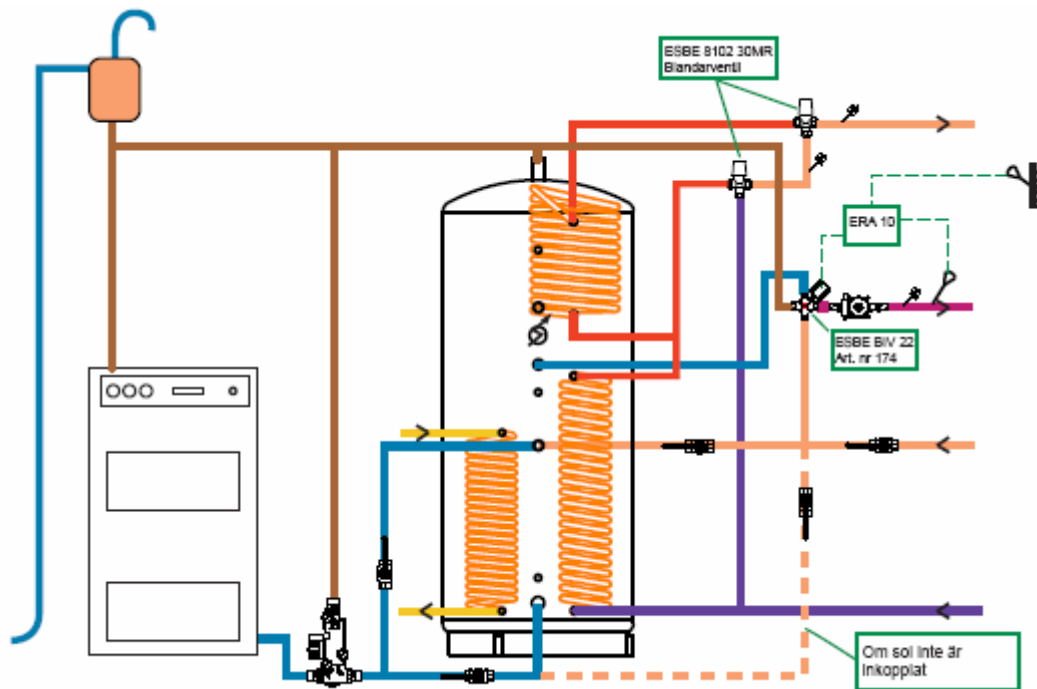 ESBE 8102 30MR
Blandarventil
ERA 10
ESBE BIV 22
Art. nr 174
Om sol inte är
inkopplat